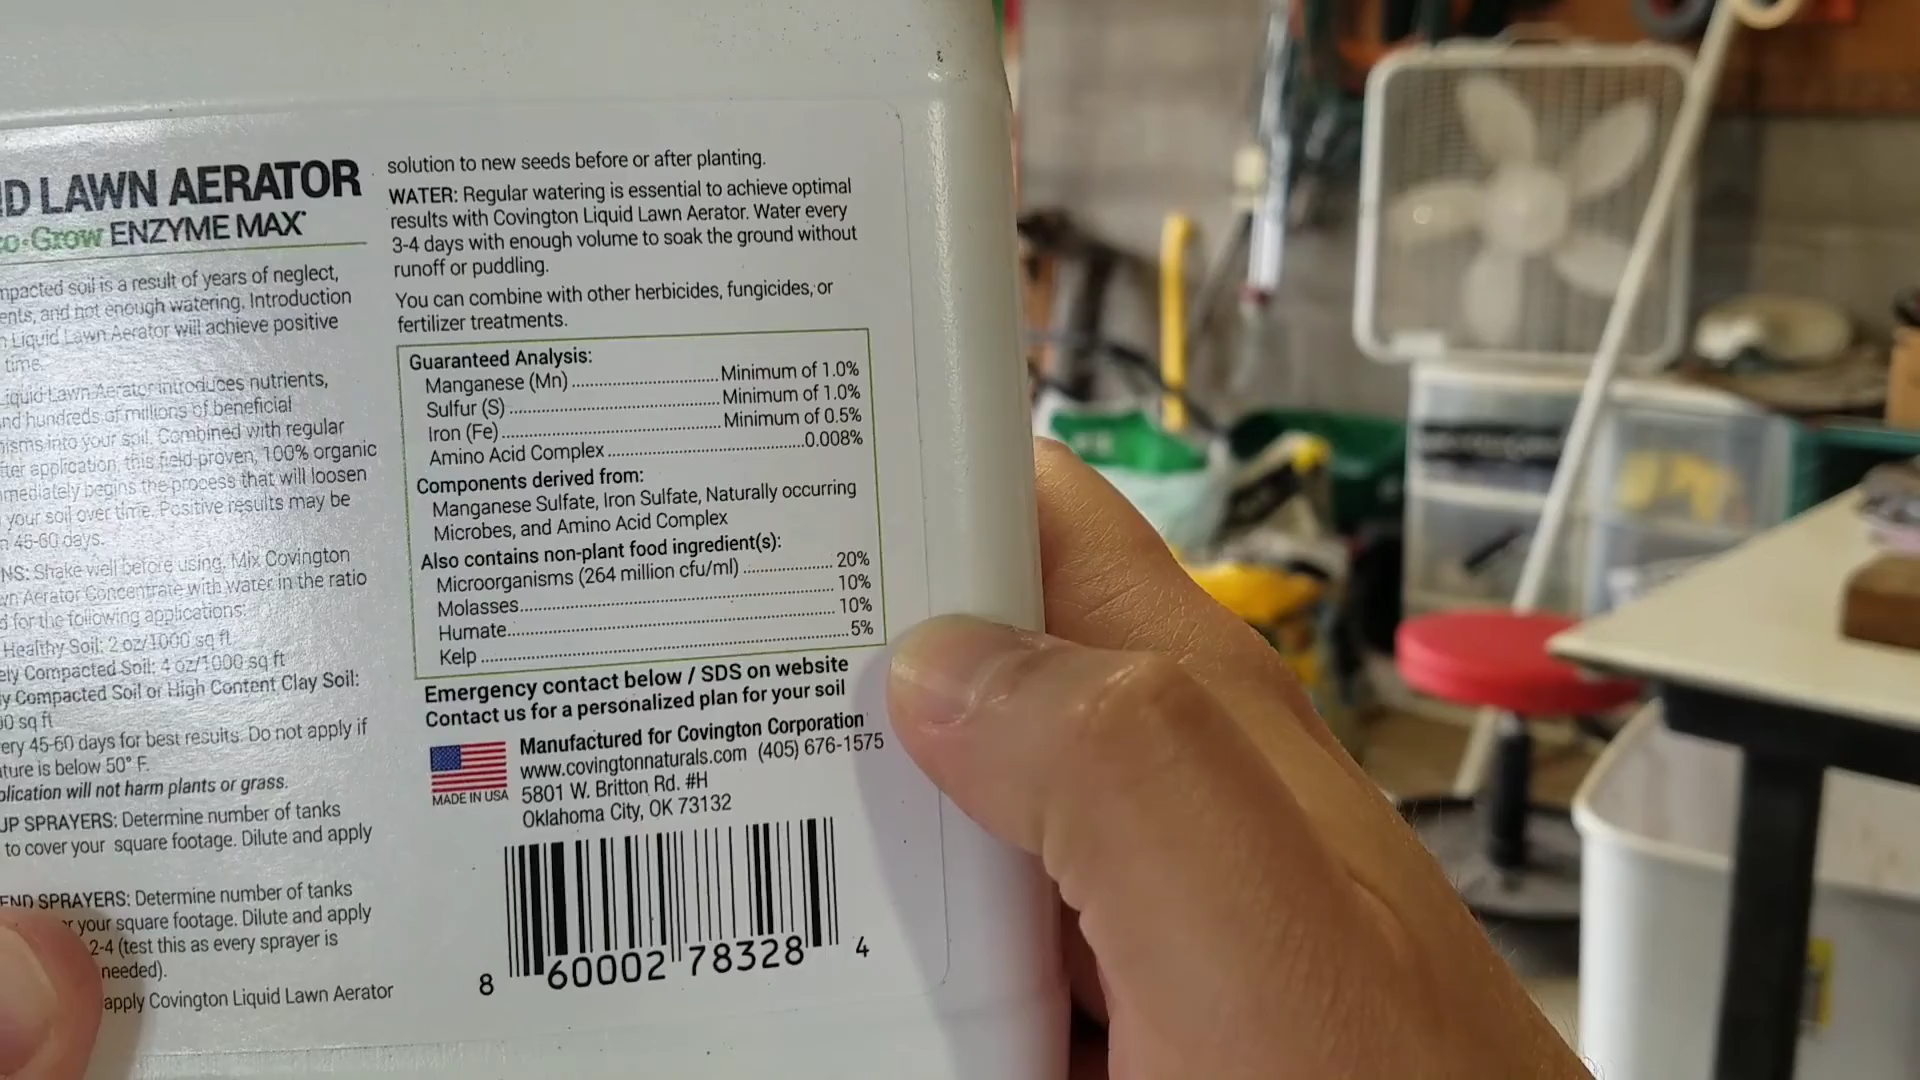 D LAWN AERATOR
o-Grow ENZYME MAX
mpacted soil is a result of years of neglect,
ents, and not enough watering. Introduction
Liquid Lawn Aerator will achieve positive
time.
Liquid Lawn Aerator introduces nutrients,
nd hundreds of millions of beneficial
isms into your soil. Combined with regular
fter application, this field-proven, 100% organic
mmediately begins the process that will loosen
your soil over time. Positive results may be
45-60 days.
NS: Shake well before using. Mix Covington
wn Aerator Concentrate with water in the ratio
d for the following applications:
Healthy Soil: 2 oz/1000 sq ft
ely Compacted Soil: 4 oz/1000 sq ft
y Compacted Soil or High Content Clay Soil:
00 sq ft
ery 45-60 days for best results. Do not apply if
ature is below 50° F.
plication will not harm plants or grass.
UP SPRAYERS: Determine number of tanks
to cover your square footage. Dilute and apply
END SPRAYERS: Determine number of tanks
r your square footage. Dilute and apply
2-4 (test this as every sprayer is
needed).
apply Covington Liquid Lawn Aerator
solution to new seeds before or after planting.
WATER: Regular watering is essential to achieve optimal
results with Covington Liquid Lawn Aerator. Water every
3-4 days with enough volume to soak the ground without
runoff or puddling.
You can combine with other herbicides, fungicides, or
fertilizer treatments.
Guaranteed Analysis:
Manganese (Mn) ........ Minimum of 1.0%
Sulfur (S) ........ Minimum of 1.0%
Iron (Fe) ........ Minimum of 0.5%
Amino Acid Complex ........ 0.008%
Components derived from:
Manganese Sulfate, Iron Sulfate, Naturally occurring
Microbes, and Amino Acid Complex
Also contains non-plant food ingredient(s):
Microorganisms (264 million cfu/ml) ........ 20%
Molasses ........ 10%
Humate ........ 10%
Kelp ........ 5%
Emergency contact below / SDS on website
Contact us for a personalized plan for your soil
Manufactured for Covington Corporation
www.covingtonnaturals.com (405) 676-1575
5801 W. Britton Rd. #H
Oklahoma City, OK 73132
MADE IN USA
8 60002 78328 4